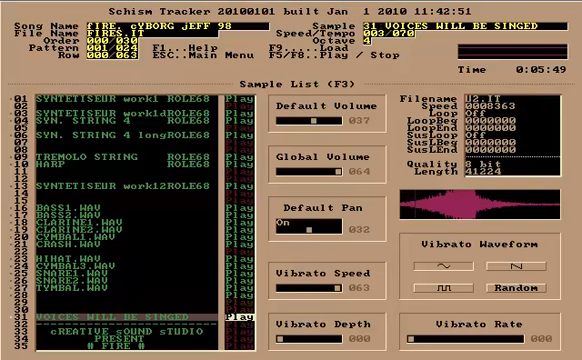 Schism Tracker 20100101 built Jan  1 2010 11:42:51
Song Name fIRE. cYBORG jEFF 98
Sample 31 VOICES WILL BE SINGED
File Name FIRES.IT
Speed/Tempo 003/070
Order 000/030
Octave 4
Pattern 001/024
F1...Help F9.....Load
Row 000/063
ESC..Main Menu F5/F8..Play / Stop
Time 0:05:49
Sample List (F3)
01 SYNTETISEUR work1 ROLE68 Play
02 Play
03 SYNTETISEUR work1dROLE68 Play
04 SYN. STRING 4 ROLE68 Play
05 Play
06 SYN. STRING 4 longROLE68 Play
07 Play
08 Play
09 TREMOLO STRING ROLE68 Play
10 HARP ROLE68 Play
11 Play
12 Play
13 SYNTETISEUR work12ROLE68 Play
14 Play
15 Play
16 BASS1.WAV Play
17 BASS2.WAV Play
18 CLARINE1.WAV Play
19 CLARINE2.WAV Play
20 CYMBAL1.WAV Play
21 CRASH.WAV Play
22 Play
23 HIHAT.WAV Play
24 CYMBAL3.WAV Play
25 SNARE1.WAV Play
26 SNARE2.WAV Play
27 TYMBAL.WAV Play
28 Play
29 Play
30 Play
31 VOICES WILL BE SINGED Play
32 Play
33 cREATIVE sOUND sTUDIO Play
34 PRESENT Play
35 # FIRE # Play
Default Volume
037
Global Volume
064
Default Pan
On
032
Vibrato Speed
063
Vibrato Depth
000
Filename U2.IT
Speed 0008363
Loop Off
LoopBeg 0000000
LoopEnd 0000000
SusLoop Off
SusLBeg 0000000
SusLEnd 0000000
Quality 8 bit
Length 41224
Vibrato Waveform
Random
Vibrato Rate
000